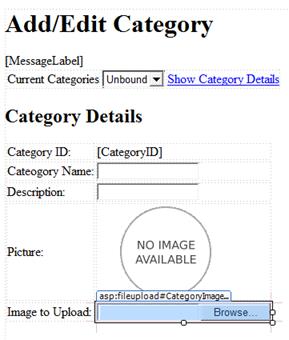 Add/Edit Category
[MessageLabel]
Current Categories Unbound Show Category Details
Category Details
Category ID: [CategoryID]
Cateogory Name:
Description:
Picture: NO IMAGE AVAILABLE
asp:fileupload#CategoryImage...
Image to Upload: Browse...